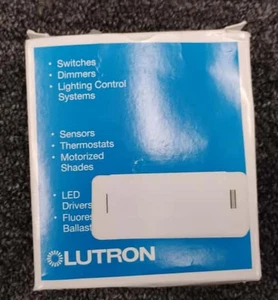 • Switches
• Dimmers
• Lighting Control
Systems
• Sensors
• Thermostats
• Motorized
Shades
• LED
Drivers
•
LUTRON